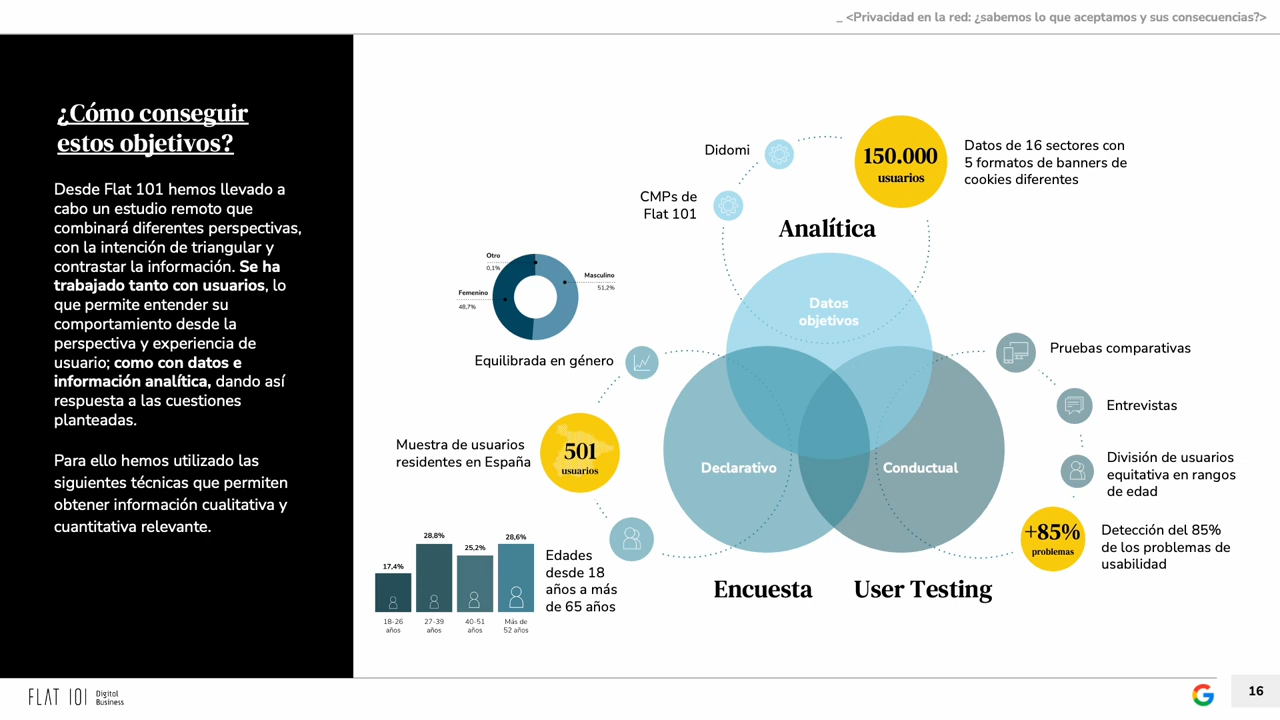 _ <Privacidad en la red: ¿sabemos lo que aceptamos y sus consecuencias?>
¿Cómo conseguir
estos objetivos?
Desde Flat 101 hemos llevado a
cabo un estudio remoto que
combinará diferentes perspectivas,
con la intención de triangular y
contrastar la información. Se ha
trabajado tanto con usuarios, lo
que permite entender su
comportamiento desde la
perspectiva y experiencia de
usuario; como con datos e
información analítica, dando así
respuesta a las cuestiones
planteadas.
Para ello hemos utilizado las
siguientes técnicas que permiten
obtener información cualitativa y
cuantitativa relevante.
Didomi
CMPs de
Flat 101
150.000
usuarios
Datos de 16 sectores con
5 formatos de banners de
cookies diferentes
Analítica
Datos
objetivos
Otro
0,1%
Masculino
51,2%
Femenino
48,7%
Equilibrada en género
Muestra de usuarios
residentes en España
501
usuarios
Declarativo
Conductual
Pruebas comparativas
Entrevistas
División de usuarios
equitativa en rangos
de edad
+85%
problemas
Detección del 85%
de los problemas de
usabilidad
17,4%
28,8%
25,2%
28,6%
18-26
años
27-39
años
40-51
años
Más de
52 años
Edades
desde 18
años a más
de 65 años
Encuesta
User Testing
FLAT 101
Digital
Business
16